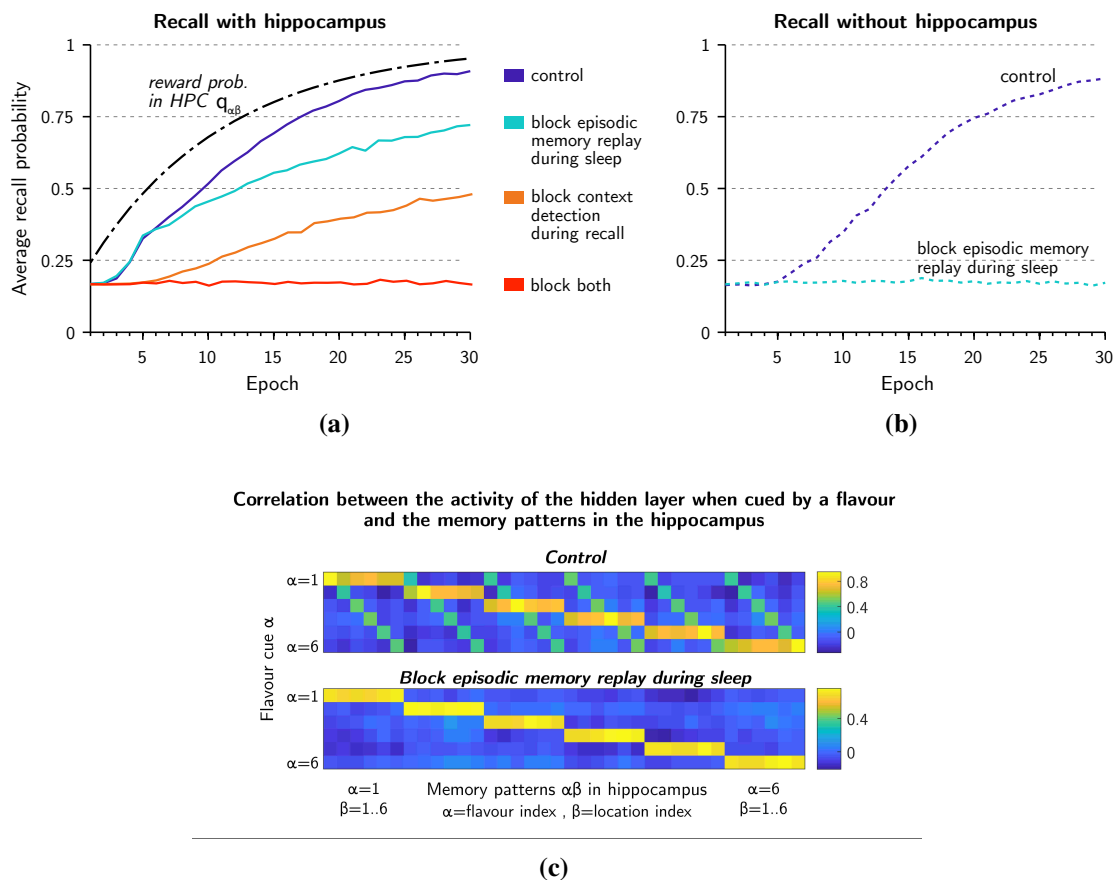 Recall with hippocampus
Average recall probability
1
0.75
0.5
0.25
0
reward prob.
in HPC qαβ
5
10
15
20
25
30
Epoch
control
block episodic
memory replay
during sleep
block context
detection
during recall
block both
(a)
Recall without hippocampus
1
0.75
0.5
0.25
0
control
block episodic memory
replay during sleep
5
10
15
20
25
30
Epoch
(b)
Correlation between the activity of the hidden layer when cued by a flavour
and the memory patterns in the hippocampus
Control
Flavour cue α
α=1
α=6
0.8
0.4
0
Block episodic memory replay during sleep
α=1
α=6
0.4
0
α=1
β=1..6
Memory patterns αβ in hippocampus
α=flavour index , β=location index
α=6
β=1..6
(c)